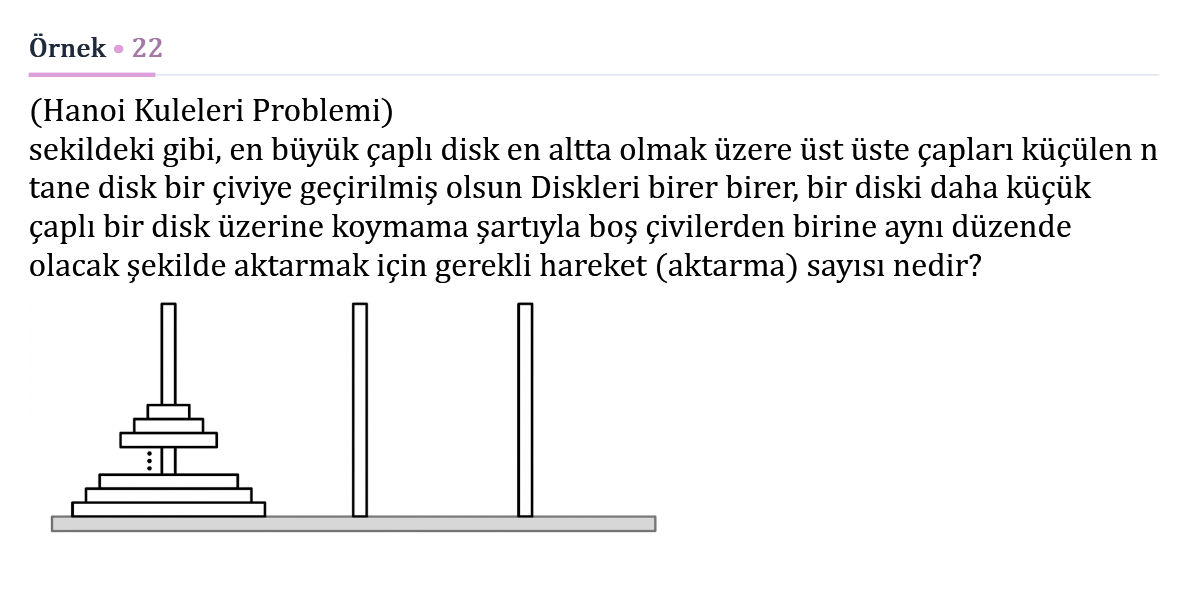 Örnek • 22
(Hanoi Kuleleri Problemi)
sekildeki gibi, en büyük çaplı disk en altta olmak üzere üst üste çapları küçülen n
tane disk bir çiviye geçirilmiş olsun Diskleri birer birer, bir diski daha küçük
çaplı bir disk üzerine koymama şartıyla boş çivilerden birine aynı düzende
olacak şekilde aktarmak için gerekli hareket (aktarma) sayısı nedir?